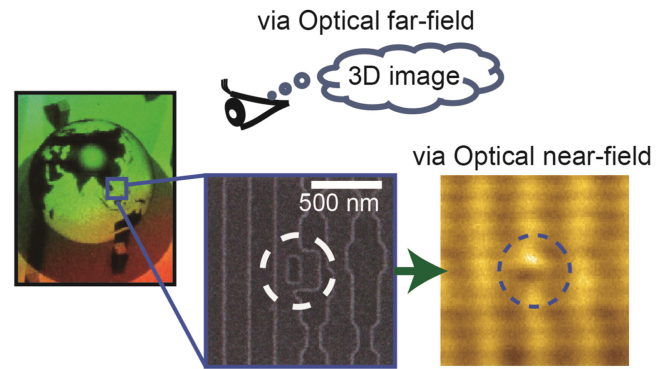 via Optical far-field
3D image
via Optical near-field
500 nm